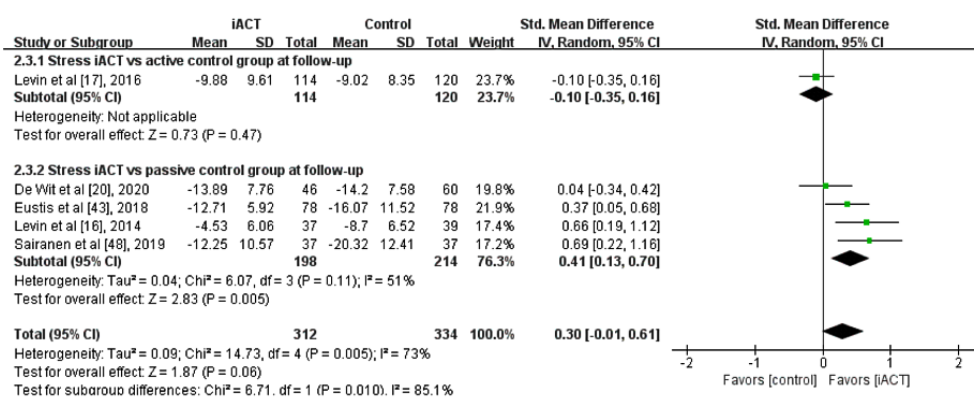 iACT Control Std. Mean Difference Std. Mean Difference
Study or Subgroup Mean SD Total Mean SD Total Weight IV, Random, 95% CI IV, Random, 95% CI
2.3.1 Stress iACT vs active control group at follow-up
Levin et al [17], 2016 -9.88 9.61 114 -9.02 8.35 120 23.7% -0.10 [-0.35, 0.16]
Subtotal (95% CI) 114 120 23.7% -0.10 [-0.35, 0.16]
Heterogeneity: Not applicable
Test for overall effect: Z = 0.73 (P = 0.47)
2.3.2 Stress iACT vs passive control group at follow-up
De Wit et al [20], 2020 -13.89 7.76 46 -14.2 7.58 60 19.8% 0.04 [-0.34, 0.42]
Eustis et al [43], 2018 -12.71 5.92 78 -16.07 11.52 78 21.9% 0.37 [0.05, 0.68]
Levin et al [16], 2014 -4.53 6.06 37 -8.7 6.52 39 17.4% 0.66 [0.19, 1.12]
Sairanen et al [48], 2019 -12.25 10.57 37 -20.32 12.41 37 17.2% 0.69 [0.22, 1.16]
Subtotal (95% CI) 198 214 76.3% 0.41 [0.13, 0.70]
Heterogeneity: Tau² = 0.04; Chi² = 6.07, df = 3 (P = 0.11); I² = 51%
Test for overall effect: Z = 2.83 (P = 0.005)
Total (95% CI) 312 334 100.0% 0.30 [-0.01, 0.61]
Heterogeneity: Tau² = 0.09; Chi² = 14.73, df = 4 (P = 0.005); I² = 73%
Test for overall effect: Z = 1.87 (P = 0.06)
Test for subgroup differences: Chi² = 6.71, df = 1 (P = 0.010), I² = 85.1%
-2 -1 0 1 2
Favors [control] Favors [iACT]